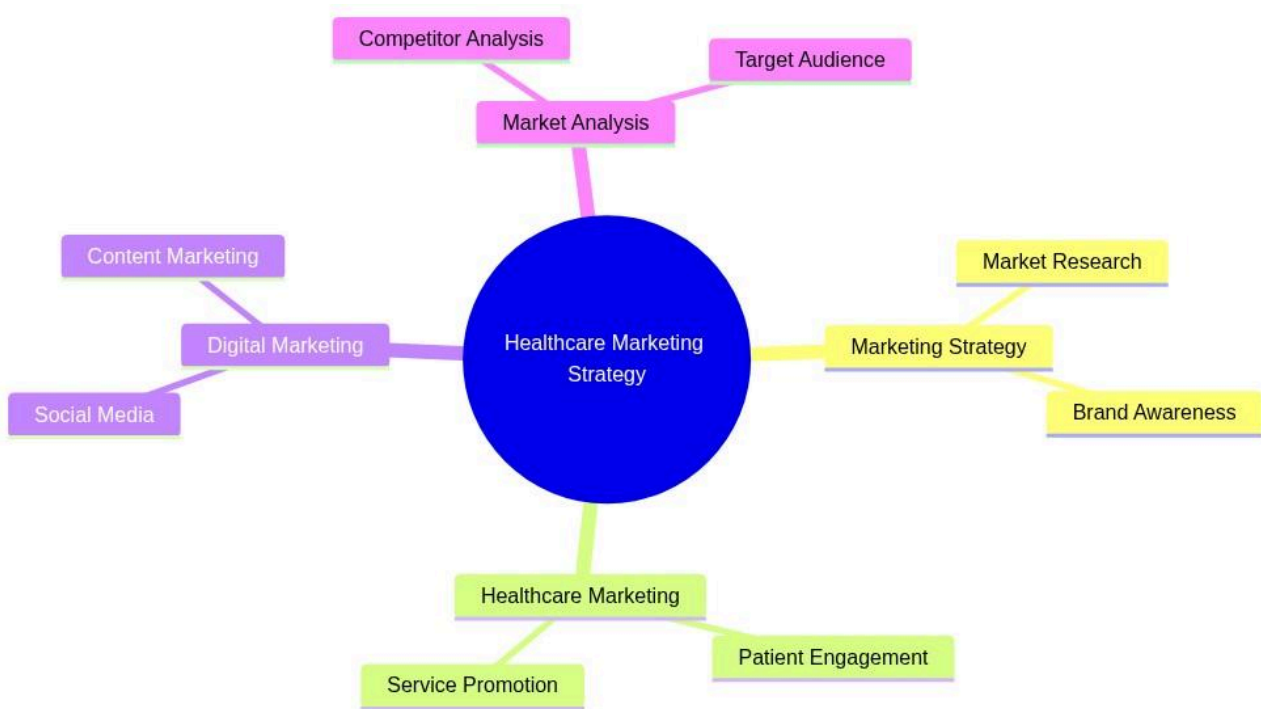 Competitor Analysis
Target Audience
Market Analysis
Content Marketing
Market Research
Digital Marketing
Healthcare Marketing
Strategy
Marketing Strategy
Social Media
Brand Awareness
Healthcare Marketing
Patient Engagement
Service Promotion